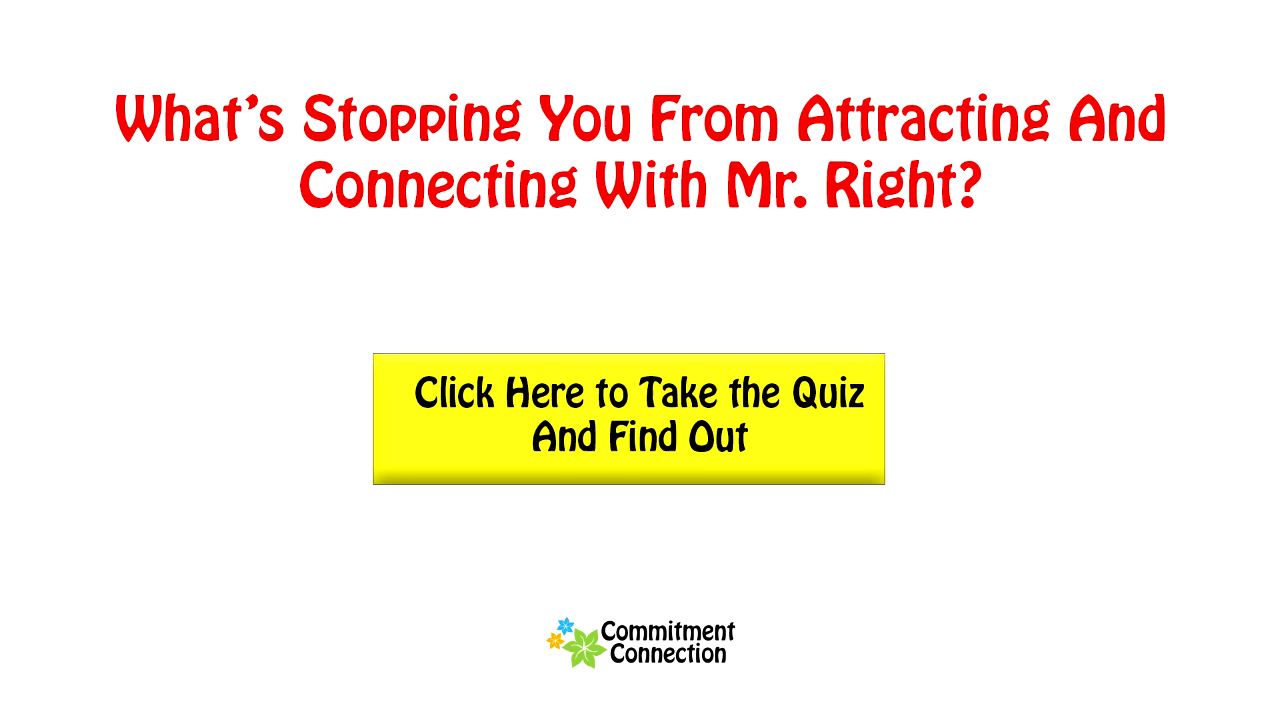 What's Stopping You From Attracting And
Connecting With Mr. Right?
Click Here to Take the Quiz
And Find Out
Commitment
Connection